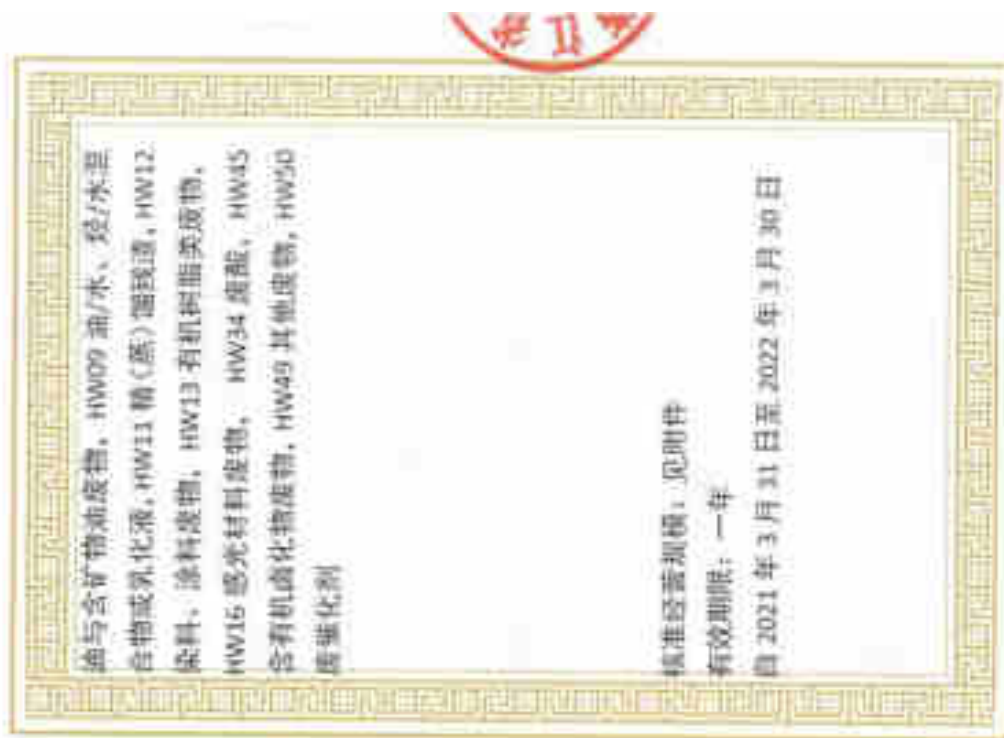 油与含矿物油废物，HW09 油/水、烃/水混
合物或乳化液，HW11 精（蒸）馏残渣，HW12
染料、涂料废物，HW13 有机树脂类废物，
HW16 感光材料废物， HW34 废酸，HW45
含有机卤化物废物，HW49 其他废物，HW50
废催化剂
核准经营规模：见附件
有效期限：一年
自 2021 年 3 月 31 日至 2022 年 3 月 30 日